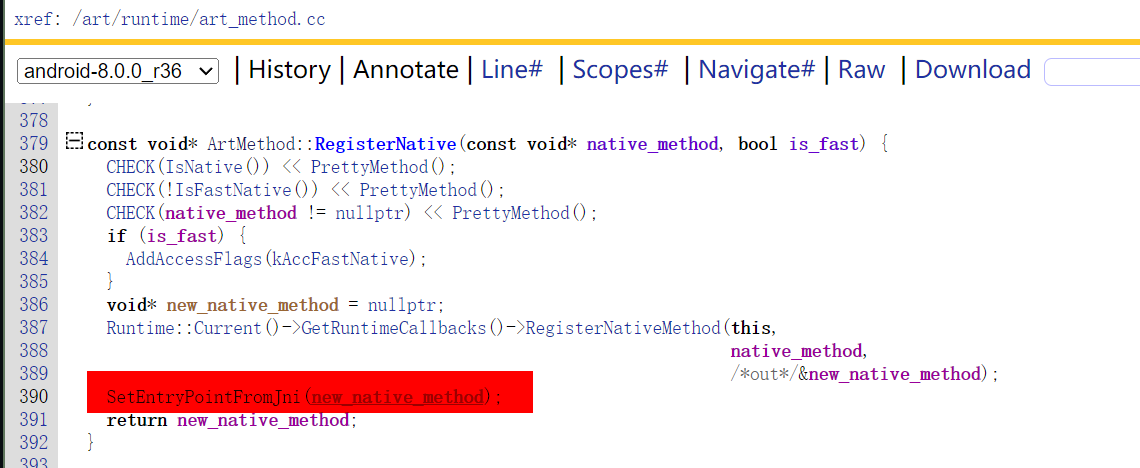 xref: /art/runtime/art_method.cc
android-8.0.0_r36 | History | Annotate | Line# | Scopes# | Navigate# | Raw | Download
378
379 const void* ArtMethod::RegisterNative(const void* native_method, bool is_fast) {
380 CHECK(IsNative()) << PrettyMethod();
381 CHECK(!IsFastNative()) << PrettyMethod();
382 CHECK(native_method != nullptr) << PrettyMethod();
383 if (is_fast) {
384 AddAccessFlags(kAccFastNative);
385 }
386 void* new_native_method = nullptr;
387 Runtime::Current()->GetRuntimeCallbacks()->RegisterNativeMethod(this,
388 native_method,
389 /*out*/&new_native_method);
390 SetEntryPointFromJni(new_native_method);
391 return new_native_method;
392 }
393